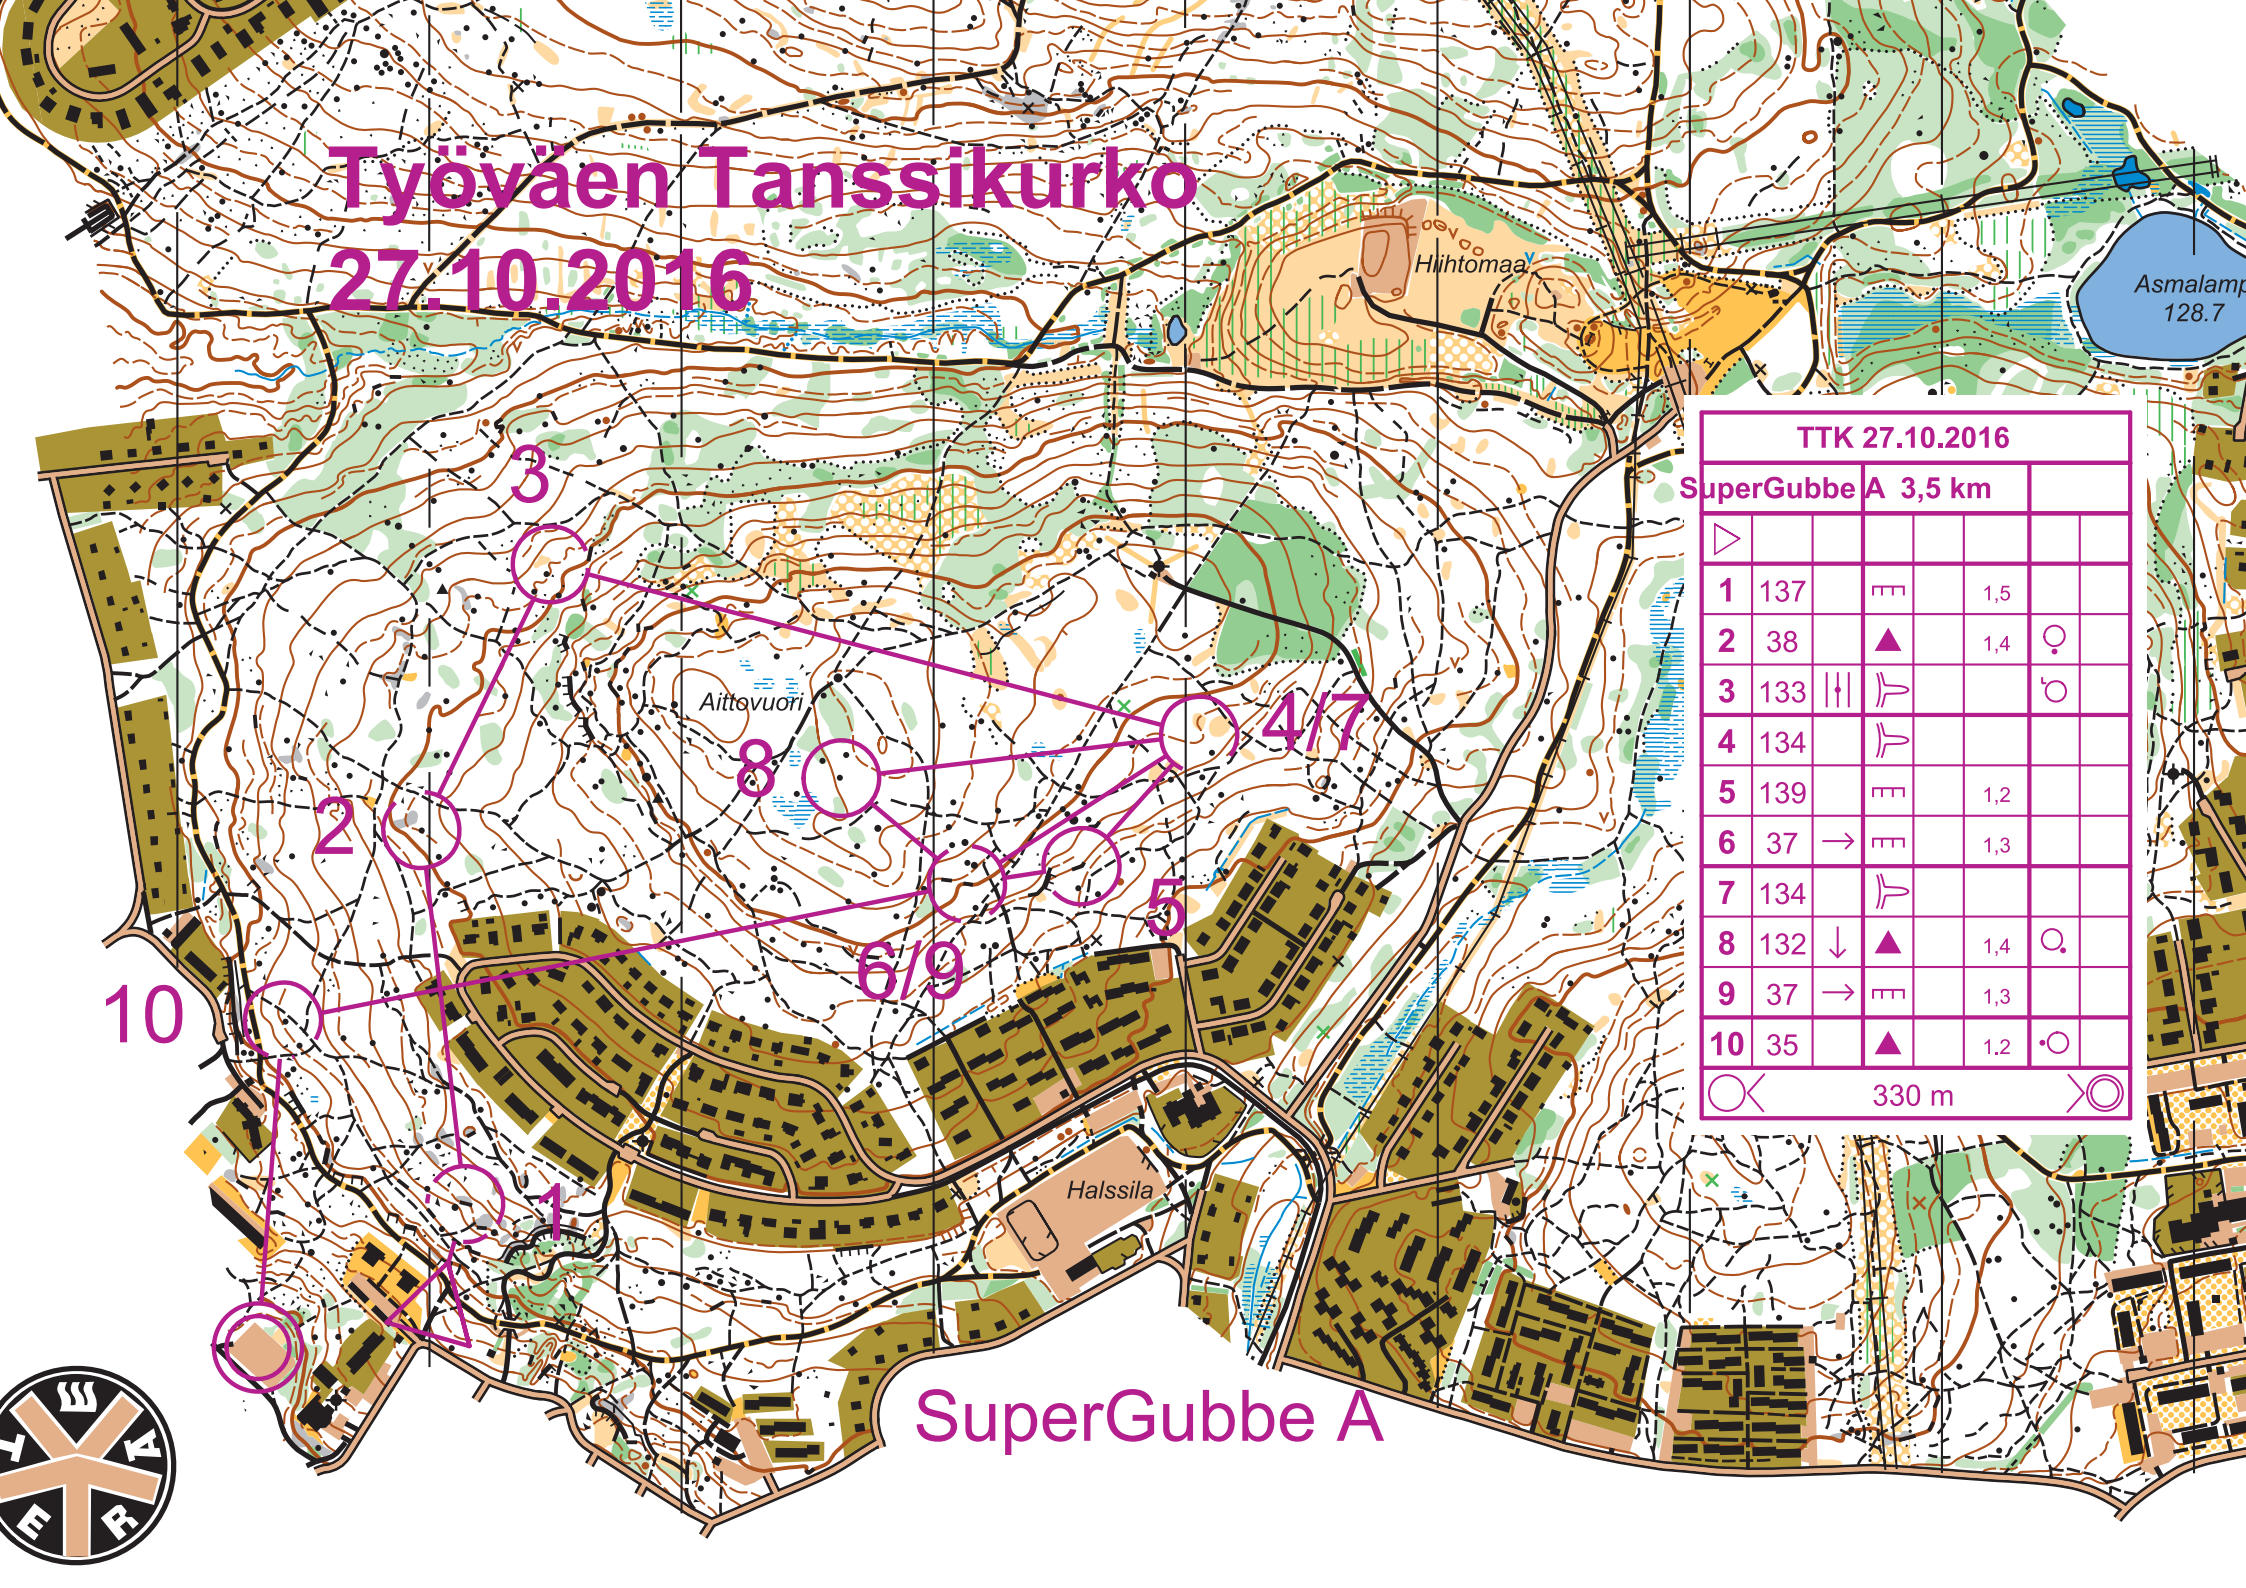 Työväen Tanssikurko
27.10.2016
Hiihtomaa
Asmalamp
128.7
TTK 27.10.2016
SuperGubbe A 3,5 km
1 137 1,5
2 38 1,4
3 133
4 134
5 139 1,2
6 37 1,3
7 134
8 132 1,4
9 37 1,3
10 35 1.2
330 m
3
Aittovuori
4/7
8
2
5
6/9
10
1
Halssila
SuperGubbe A